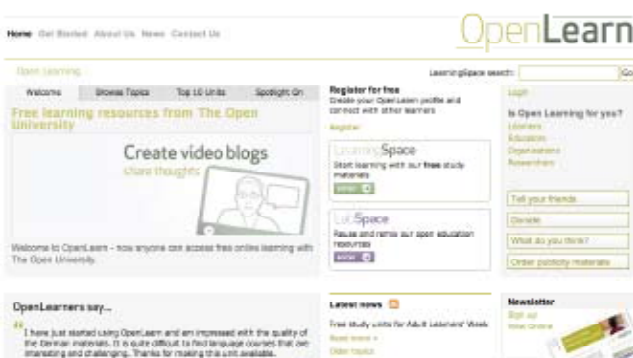 OpenLearn
Home Get Started About Us News Contact Us
Open Learning
LearningSpace search: Go
Welcome Browse Topics Top 10 Units Spotlight On
Free learning resources from The Open
University
Create video blogs
share thoughts
Welcome to OpenLearn - now anyone can access free online learning with
The Open University.
Register for free
Create your OpenLearn profile and
connect with other learners
Register
LearningSpace
Start learning with our free study
materials
LabSpace
Reuse and remix our open education
resources
Login
Is Open Learning for you?
Learners
Educators
Organisations
Researchers
Tell your friends
Donate
What do you think?
Order publicity materials
OpenLearners say...
I have just started using OpenLearn and am impressed with the quality of
the German materials. It is quite difficult to find language courses that are
interesting and challenging. Thanks for making this unit available.
Latest news
Free study units for Adult Learners' Week
Read more »
Older topics
Newsletter
Sign up